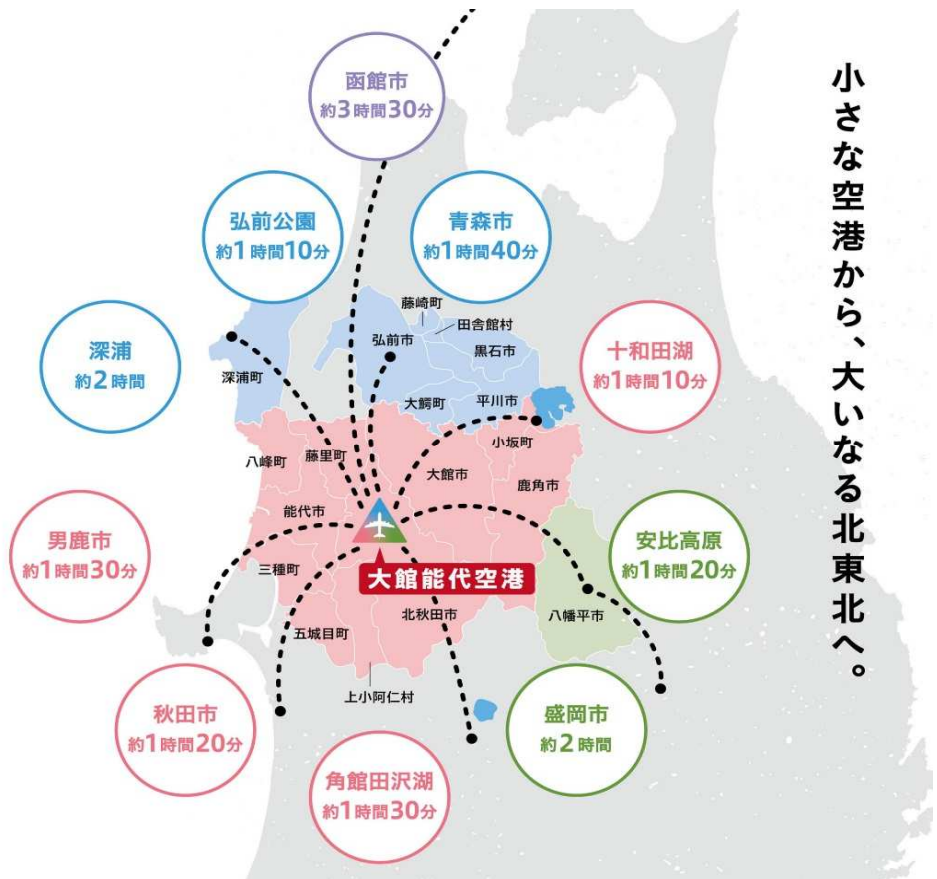 函館市
約3時間30分
弘前公園
約1時間10分
青森市
約1時間40分
深浦
約2時間
十和田湖
約1時間10分
男鹿市
約1時間30分
安比高原
約1時間20分
秋田市
約1時間20分
盛岡市
約2時間
角館田沢湖
約1時間30分
藤崎町
田舎館村
弘前市
黒石市
深浦町
大鰐町
平川市
小坂町
八峰町
藤里町
大館市
鹿角市
能代市
三種町
大館能代空港
北秋田市
八幡平市
五城目町
上小阿仁村
小さな空港から、大いなる北東北へ。